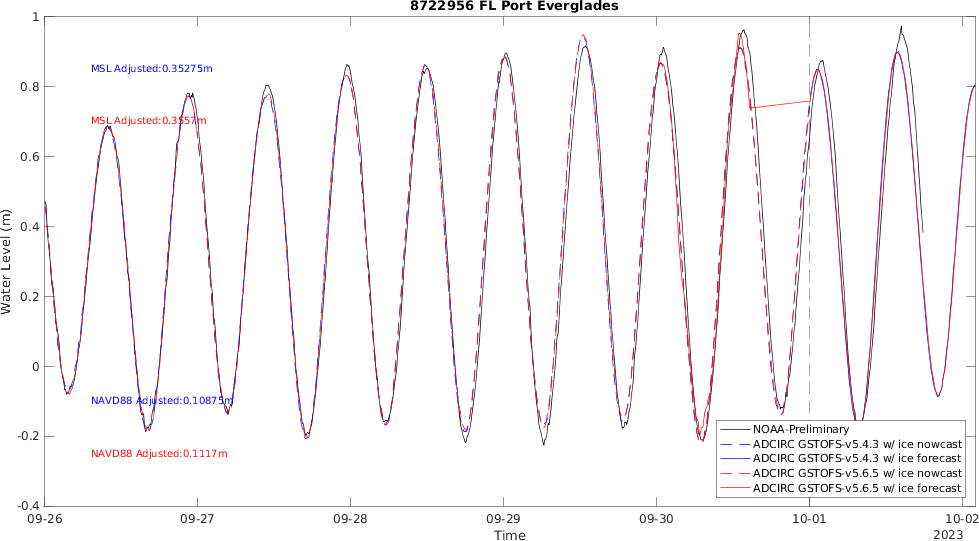 8722956 FL Port Everglades
1
0.8
0.6
0.4
0.2
0
-0.2
-0.4
Water Level (m)
MSL Adjusted:0.35275m
MSL Adjusted:0.3557m
NAVD88 Adjusted:0.10875m
NAVD88 Adjusted:0.1117m
NOAA-Preliminary
ADCIRC GSTOFS-v5.4.3 w/ ice nowcast
ADCIRC GSTOFS-v5.4.3 w/ ice forecast
ADCIRC GSTOFS-v5.6.5 w/ ice nowcast
ADCIRC GSTOFS-v5.6.5 w/ ice forecast
09-26 09-27 09-28 09-29 09-30 10-01 10-02
Time
2023